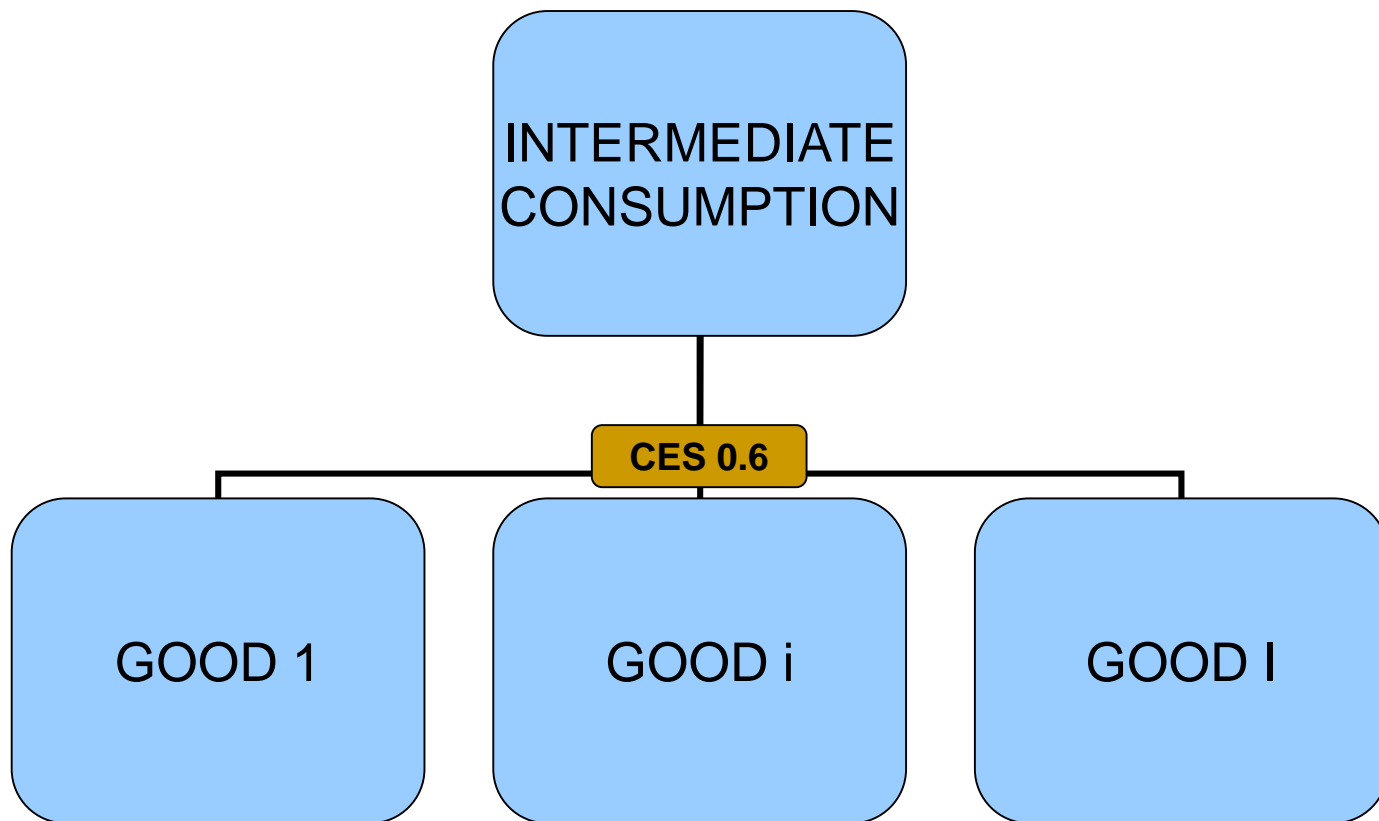 INTERMEDIATE
CONSUMPTION
CES 0.6
GOOD 1
GOOD i
GOOD I